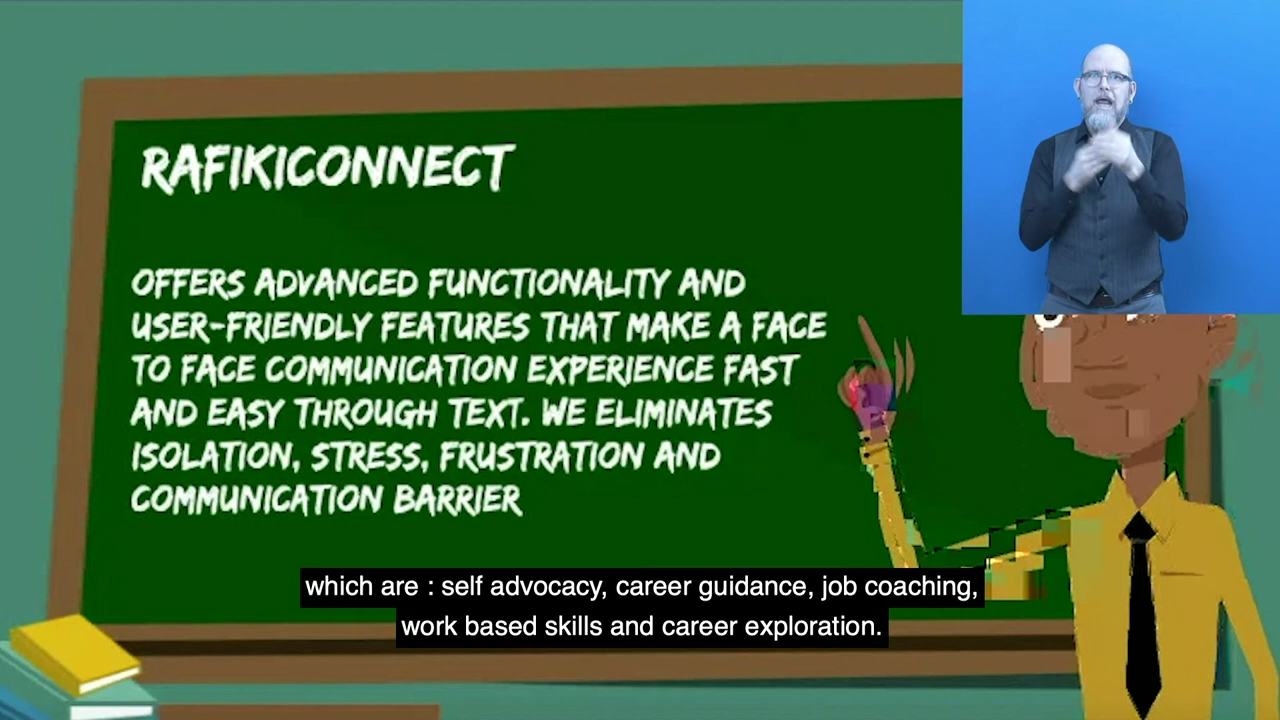 RAFIKICONNECT
OFFERS ADVANCED FUNCTIONALITY AND
USER-FRIENDLY FEATURES THAT MAKE A FACE
TO FACE COMMUNICATION EXPERIENCE FAST
AND EASY THROUGH TEXT. WE ELIMINATES
ISOLATION, STRESS, FRUSTRATION AND
COMMUNICATION BARRIER
which are : self advocacy, career guidance, job coaching,
work based skills and career exploration.